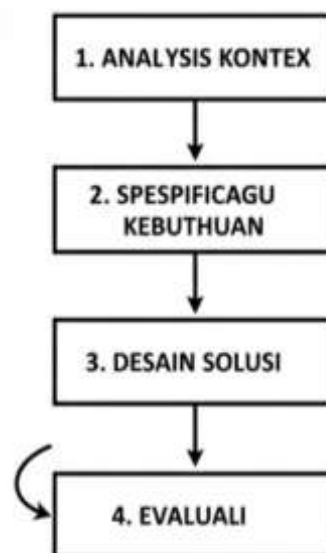 1. ANALYSIS KONTEX
2. SPESPIFICAGU
KEBUTHUAN
3. DESAIN SOLUSI
4. EVALUALI